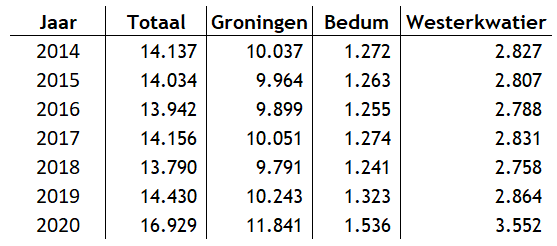 Jaar Totaal Groningen Bedum Westerkwatier
2014 14.137 10.037 1.272 2.827
2015 14.034 9.964 1.263 2.807
2016 13.942 9.899 1.255 2.788
2017 14.156 10.051 1.274 2.831
2018 13.790 9.791 1.241 2.758
2019 14.430 10.243 1.323 2.864
2020 16.929 11.841 1.536 3.552